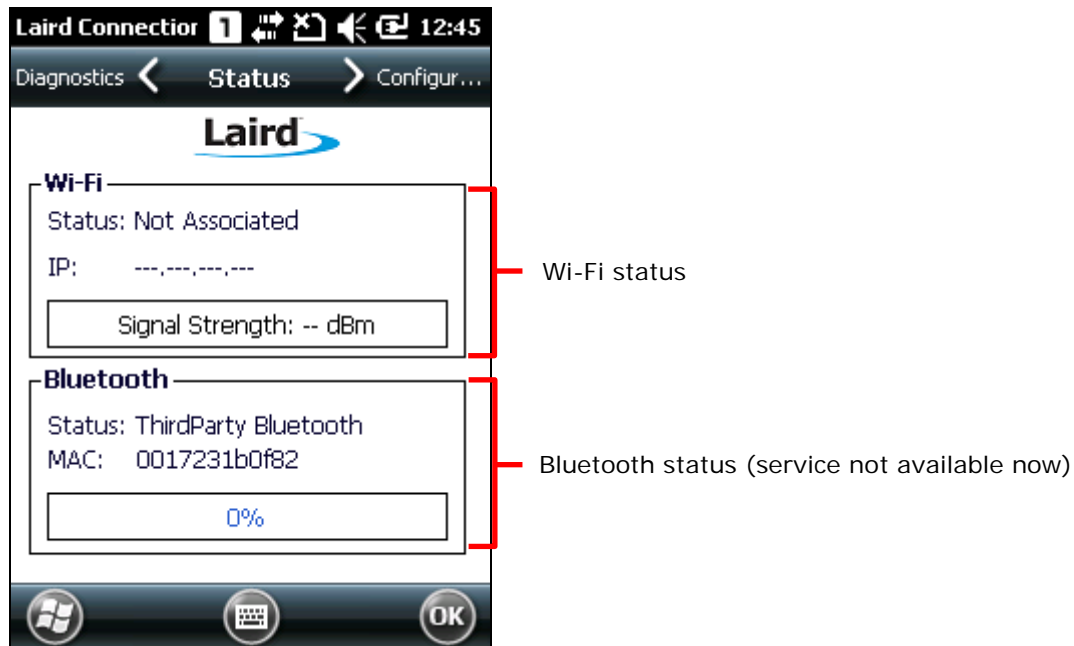 Laird Connectior 1 12:45
Diagnostics Status Configur...
Laird
Wi-Fi
Status: Not Associated
IP: ---.---.---.---
Signal Strength: -- dBm
Wi-Fi status
Bluetooth
Status: ThirdParty Bluetooth
MAC: 0017231b0f82
0%
Bluetooth status (service not available now)
OK